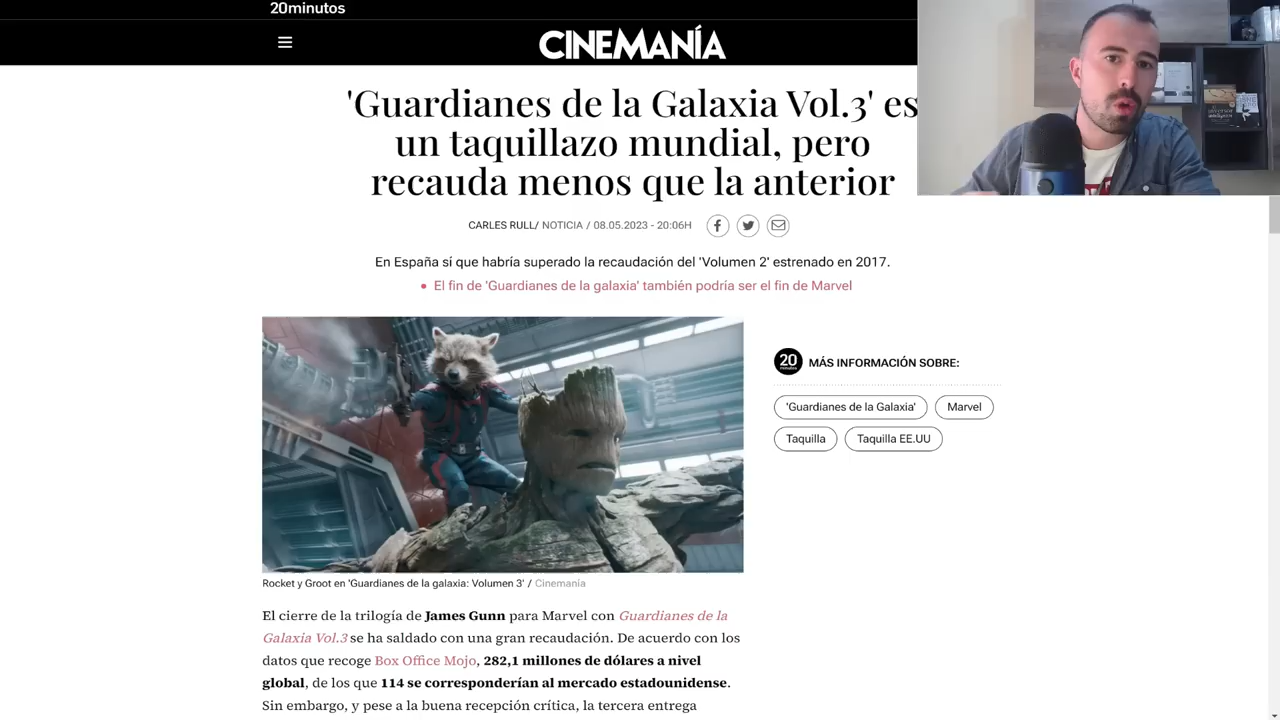 20minutos
CINEMANÍA
'Guardianes de la Galaxia Vol.3' es
un taquillazo mundial, pero
recauda menos que la anterior
CARLES RULL/ NOTICIA / 08.05.2023 - 20:06H
En España sí que habría superado la recaudación del 'Volumen 2' estrenado en 2017.
• El fin de 'Guardianes de la galaxia' también podría ser el fin de Marvel
20 minutos MÁS INFORMACIÓN SOBRE:
'Guardianes de la Galaxia' Marvel
Taquilla Taquilla EE.UU
Rocket y Groot en 'Guardianes de la galaxia: Volumen 3' / Cinemanía
El cierre de la trilogía de James Gunn para Marvel con Guardianes de la
Galaxia Vol.3 se ha saldado con una gran recaudación. De acuerdo con los
datos que recoge Box Office Mojo, 282,1 millones de dólares a nivel
global, de los que 114 se corresponderían al mercado estadounidense.
Sin embargo, y pese a la buena recepción crítica, la tercera entrega